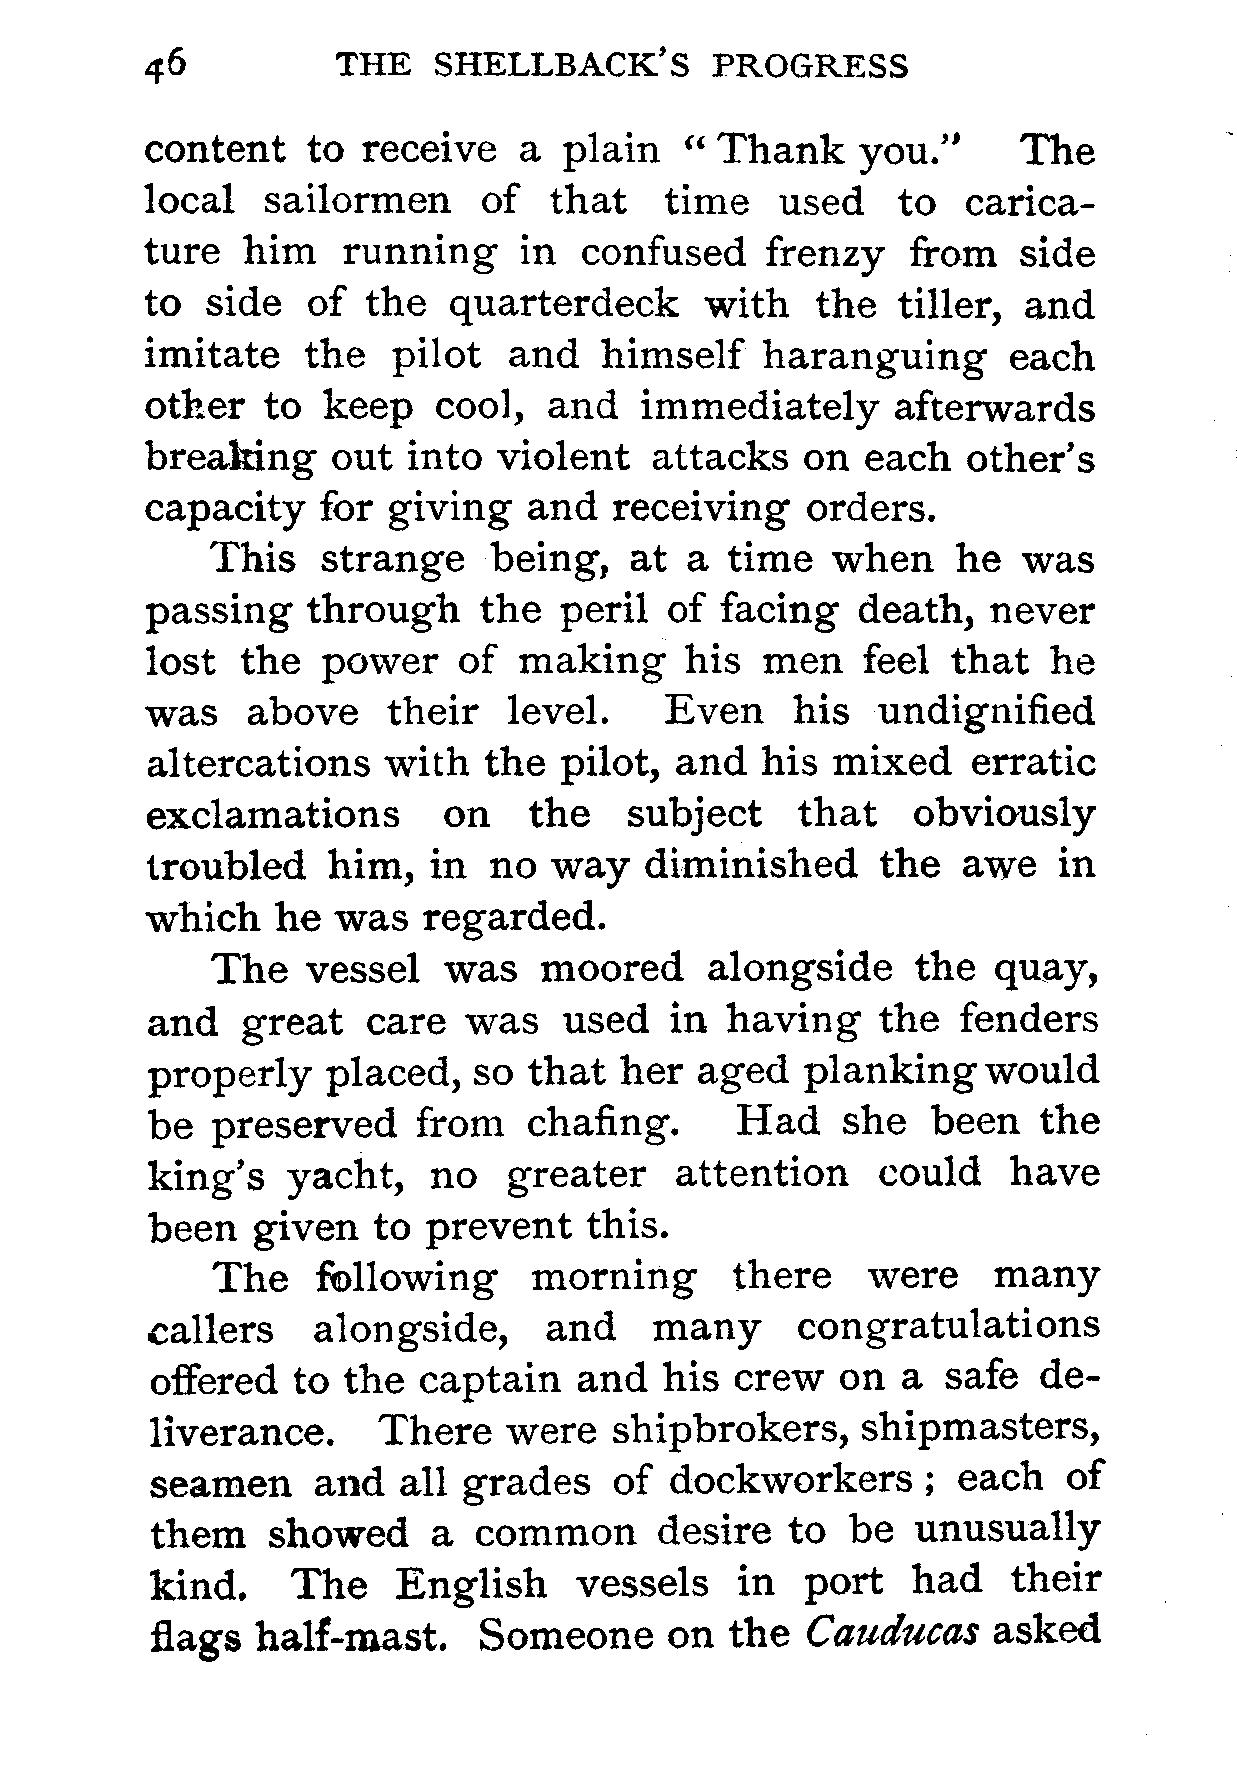 46 THE SHELLBACK'S PROGRESS
content to receive a plain “ Thank you.” The
local sailormen of that time used to carica-
ture him running in confused frenzy from side
to side of the quarterdeck with the tiller, and
imitate the pilot and himself haranguing each
other to keep cool, and immediately afterwards
breaking out into violent attacks on each other's
capacity for giving and receiving orders.
This strange being, at a time when he was
passing through the peril of facing death, never
lost the power of making his men feel that he
was above their level. Even his undignified
altercations with the pilot, and his mixed erratic
exclamations on the subject that obviously
troubled him, in no way diminished the awe in
which he was regarded.
The vessel was moored alongside the quay,
and great care was used in having the fenders
properly placed, so that her aged planking would
be preserved from chafing. Had she been the
king's yacht, no greater attention could have
been given to prevent this.
The following morning there were many
callers alongside, and many congratulations
offered to the captain and his crew on a safe de-
liverance. There were shipbrokers, shipmasters,
seamen and all grades of dockworkers ; each of
them showed a common desire to be unusually
kind. The English vessels in port had their
flags half-mast. Someone on the Cauducas asked